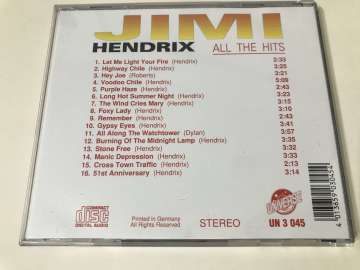 JIMI
HENDRIX ALL THE HITS
1. Let Me Light Your Fire (Hendrix) 2:33
2. Highway Chile (Hendrix) 3:25
3. Hey Joe (Roberts) 3:21
4. Voodoo Chile (Hendrix) 5:09
5. Purple Haze (Hendrix) 2:43
6. Long Hot Summer Night (Hendrix) 3:23
7. The Wind Cries Mary (Hendrix) 3:15
8. Foxy Lady (Hendrix) 3:10
9. Remember (Hendrix) 2:43
10. Gypsy Eyes (Hendrix) 3:41
11. All Along The Watchtower (Dylan) 3:57
12. Burning Of The Midnight Lamp (Hendrix) 3:35
13. Stone Free (Hendrix) 3:32
14. Manic Depression (Hendrix) 3:33
15. Cross Town Traffic (Hendrix) 2:15
16. 51st Anniversary (Hendrix) 3:14
COMPACT
disc
DIGITAL AUDIO
Printed in Germany
All Rights Reserved
STEREO
UNIVERSE
UN 3 045